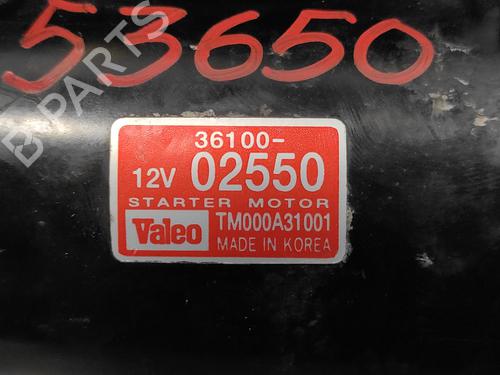 53650
B-PARTS
36100-
12V 02550
STARTER MOTOR
Valeo TM000A31001
MADE IN KOREA